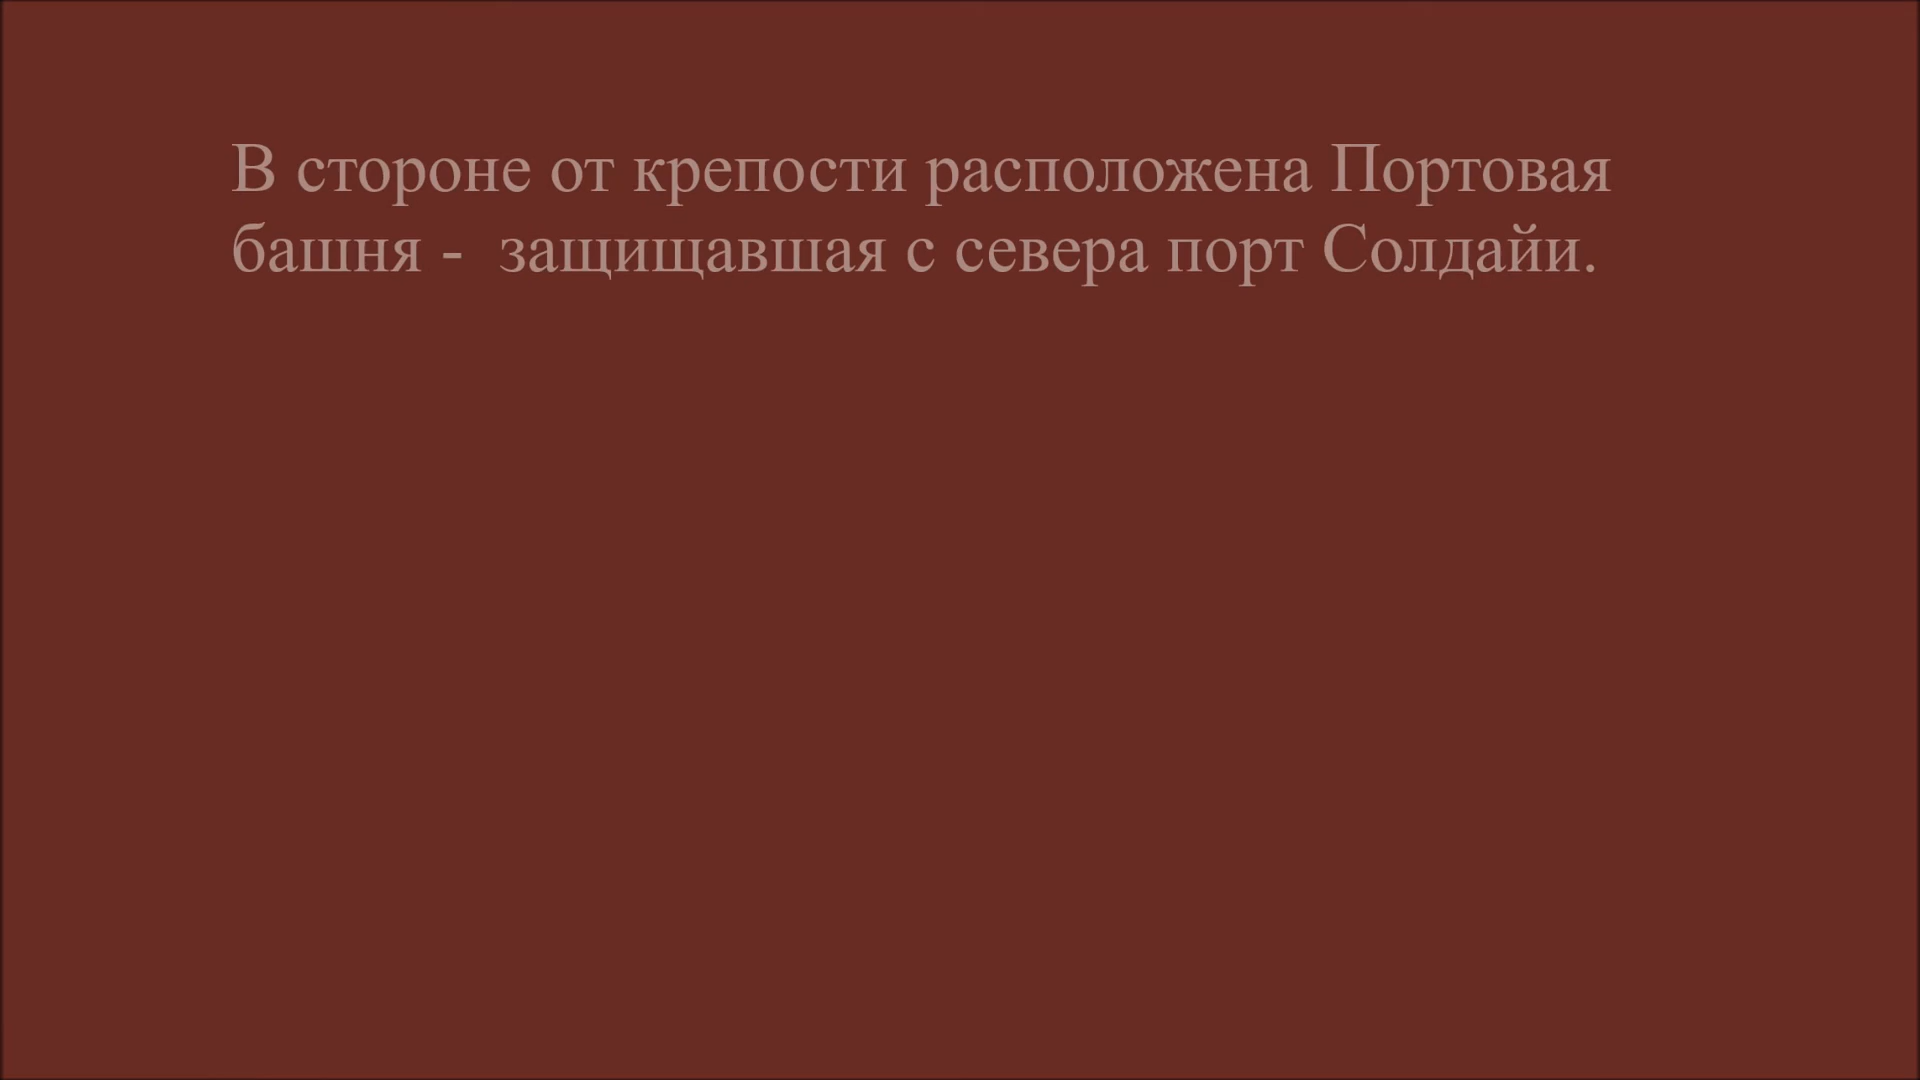 В стороне от крепости расположена Портовая
башня -  защищавшая с севера порт Солдайи.